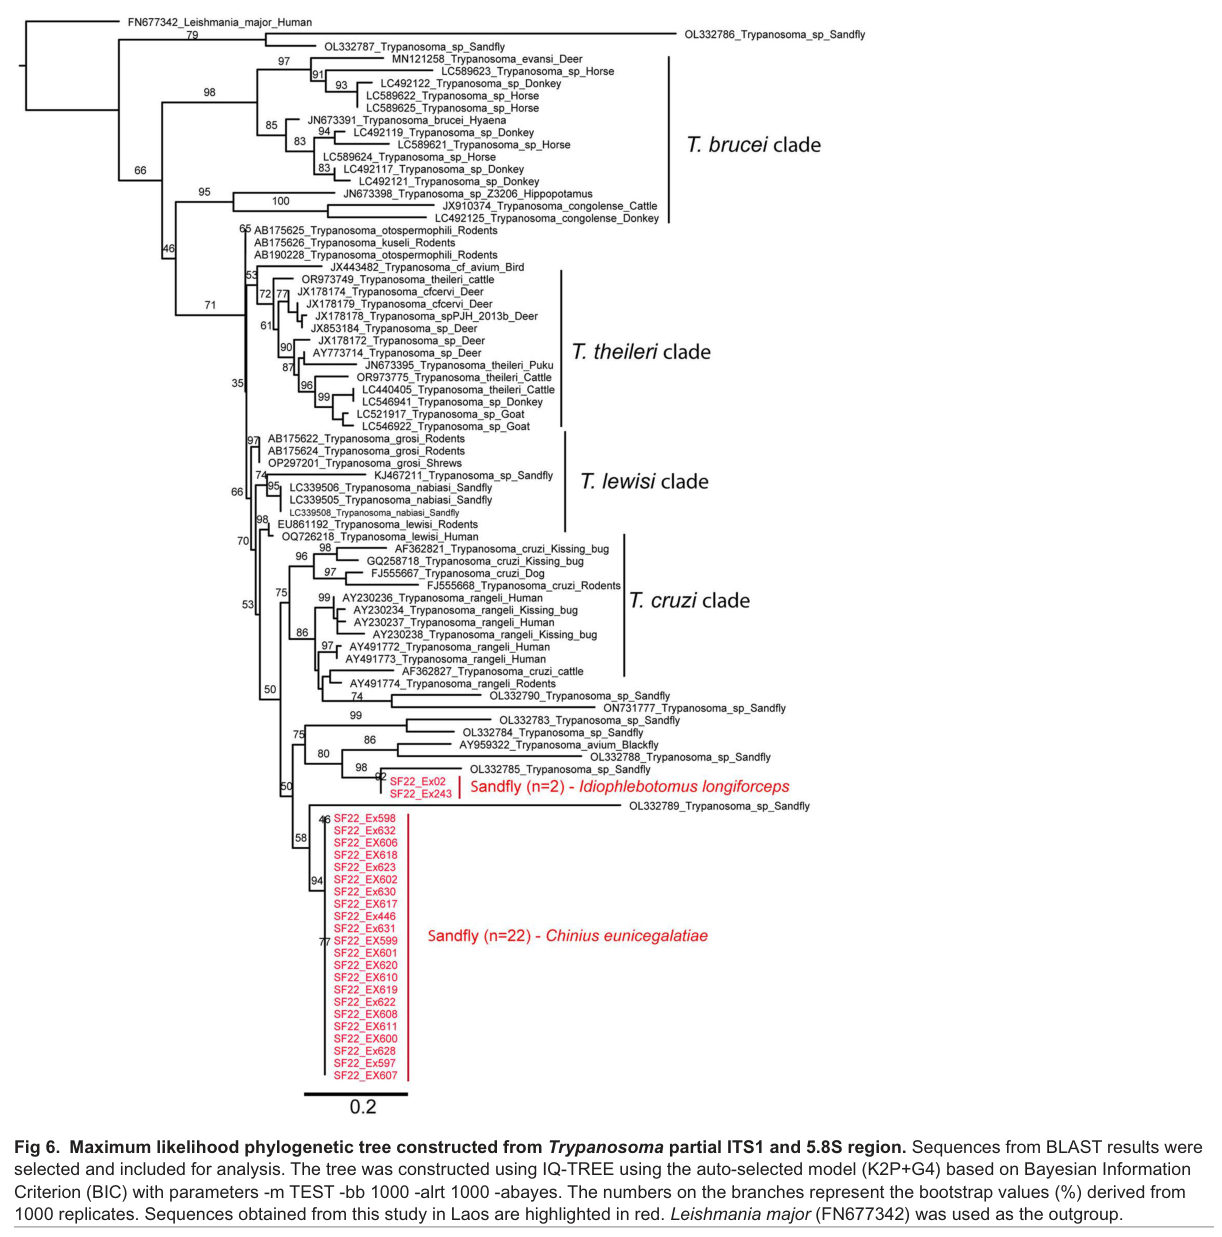 FN677342_Leishmania_major_Human
79
OL332786_Trypanosoma_sp_Sandfly
OL332787_Trypanosoma_sp_Sandfly
97
MN121258_Trypanosoma_evansi_Deer
91
LC589623_Trypanosoma_sp_Horse
93
LC492122_Trypanosoma_sp_Donkey
98
LC589622_Trypanosoma_sp_Horse
LC589625_Trypanosoma_sp_Horse
85
JN673391_Trypanosoma_brucei_Hyaena
94
LC492119_Trypanosoma_sp_Donkey
83
LC589621_Trypanosoma_sp_Horse
T. brucei clade
LC589624_Trypanosoma_sp_Horse
83
LC492117_Trypanosoma_sp_Donkey
66
LC492121_Trypanosoma_sp_Donkey
95
JN673398_Trypanosoma_sp_Z3206_Hippopotamus
100
JX910374_Trypanosoma_congolense_Cattle
LC492125_Trypanosoma_congolense_Donkey
65
AB175625_Trypanosoma_otospermophili_Rodents
46
AB175626_Trypanosoma_kuseli_Rodents
AB190228_Trypanosoma_otospermophili_Rodents
53
JX443482_Trypanosoma_cf_avium_Bird
OR973749_Trypanosoma_theileri_cattle
72
77
JX178174_Trypanosoma_cfcervi_Deer
71
JX178179_Trypanosoma_cfcervi_Deer
JX178178_Trypanosoma_spPJH_2013b_Deer
61
JX853184_Trypanosoma_sp_Deer
JX178172_Trypanosoma_sp_Deer
90
AY773714_Trypanosoma_sp_Deer
T. theileri clade
87
JN673395_Trypanosoma_theileri_Puku
35
96
OR973775_Trypanosoma_theileri_Cattle
99
LC440405_Trypanosoma_theileri_Cattle
LC546941_Trypanosoma_sp_Donkey
LC521917_Trypanosoma_sp_Goat
LC546922_Trypanosoma_sp_Goat
97
AB175622_Trypanosoma_grosi_Rodents
AB175624_Trypanosoma_grosi_Rodents
OP297201_Trypanosoma_grosi_Shrews
74
KJ467211_Trypanosoma_sp_Sandfly
T. lewisi clade
66
95
LC339506_Trypanosoma_nabiasi_Sandfly
LC339505_Trypanosoma_nabiasi_Sandfly
LC339508_Trypanosoma_nabiasi_Sandfly
98
EU861192_Trypanosoma_lewisi_Rodents
70
OQ726218_Trypanosoma_lewisi_Human
98
AF362821_Trypanosoma_cruzi_Kissing_bug
96
GQ258718_Trypanosoma_cruzi_Kissing_bug
97
FJ555667_Trypanosoma_cruzi_Dog
FJ555668_Trypanosoma_cruzi_Rodents
75
99
AY230236_Trypanosoma_rangeli_Human
T. cruzi clade
53
AY230234_Trypanosoma_rangeli_Kissing_bug
AY230237_Trypanosoma_rangeli_Human
86
AY230238_Trypanosoma_rangeli_Kissing_bug
97
AY491772_Trypanosoma_rangeli_Human
AY491773_Trypanosoma_rangeli_Human
AF362827_Trypanosoma_cruzi_cattle
50
AY491774_Trypanosoma_rangeli_Rodents
74
OL332790_Trypanosoma_sp_Sandfly
ON731777_Trypanosoma_sp_Sandfly
99
OL332783_Trypanosoma_sp_Sandfly
75
OL332784_Trypanosoma_sp_Sandfly
86
AY959322_Trypanosoma_avium_Blackfly
80
OL332788_Trypanosoma_sp_Sandfly
98
OL332785_Trypanosoma_sp_Sandfly
92
SF22_Ex02
Sandfly (n=2) - Idiophlebotomus longiforceps
50
SF22_Ex243
OL332789_Trypanosoma_sp_Sandfly
46
SF22_Ex598
SF22_Ex632
58
SF22_EX606
SF22_EX618
SF22_Ex623
94
SF22_EX602
SF22_Ex630
SF22_EX617
SF22_Ex446
SF22_Ex631
Sandfly (n=22) - Chinius eunicegalatiae
77
SF22_EX599
SF22_EX601
SF22_EX620
SF22_EX610
SF22_EX619
SF22_Ex622
SF22_EX608
SF22_EX611
SF22_EX600
SF22_Ex628
SF22_Ex597
SF22_EX607
0.2
Fig 6. Maximum likelihood phylogenetic tree constructed from Trypanosoma partial ITS1 and 5.8S region. Sequences from BLAST results were
selected and included for analysis. The tree was constructed using IQ-TREE using the auto-selected model (K2P+G4) based on Bayesian Information
Criterion (BIC) with parameters -m TEST -bb 1000 -alrt 1000 -abayes. The numbers on the branches represent the bootstrap values (%) derived from
1000 replicates. Sequences obtained from this study in Laos are highlighted in red. Leishmania major (FN677342) was used as the outgroup.